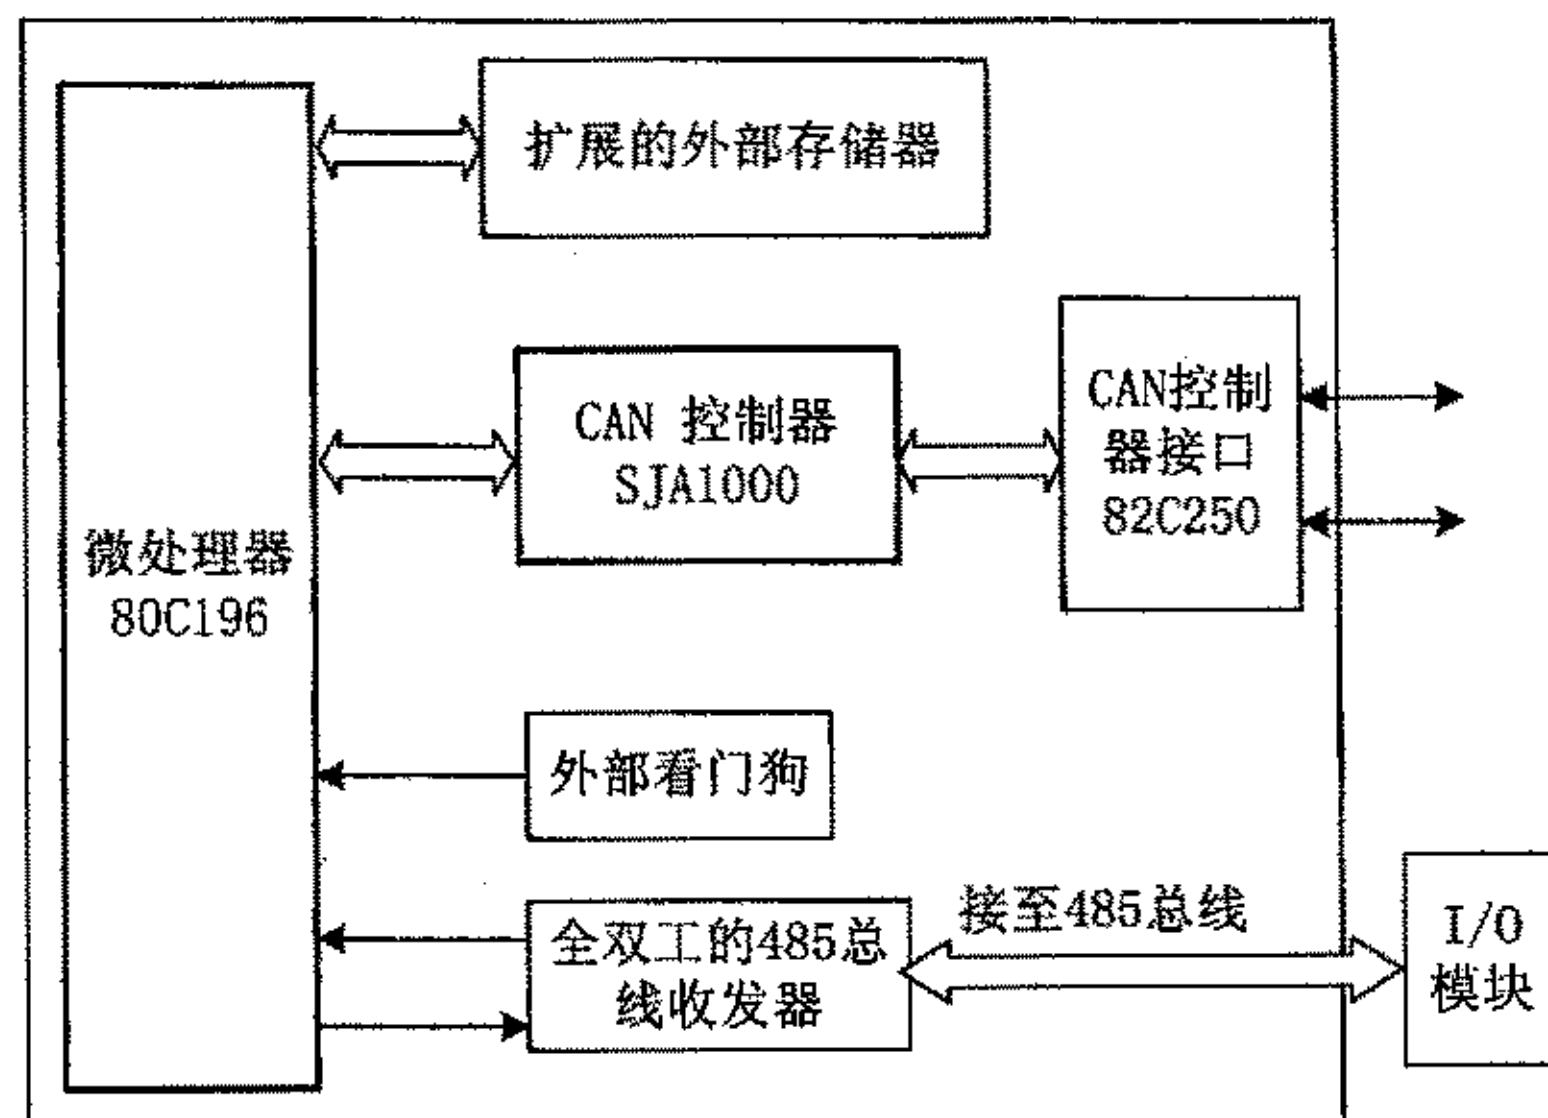 扩展的外部存储器
CAN 控制器
SJA1000
CAN控制
器接口
82C250
微处理器
80C196
外部看门狗
全双工的485总
线收发器
接至485总线
I/O
模块